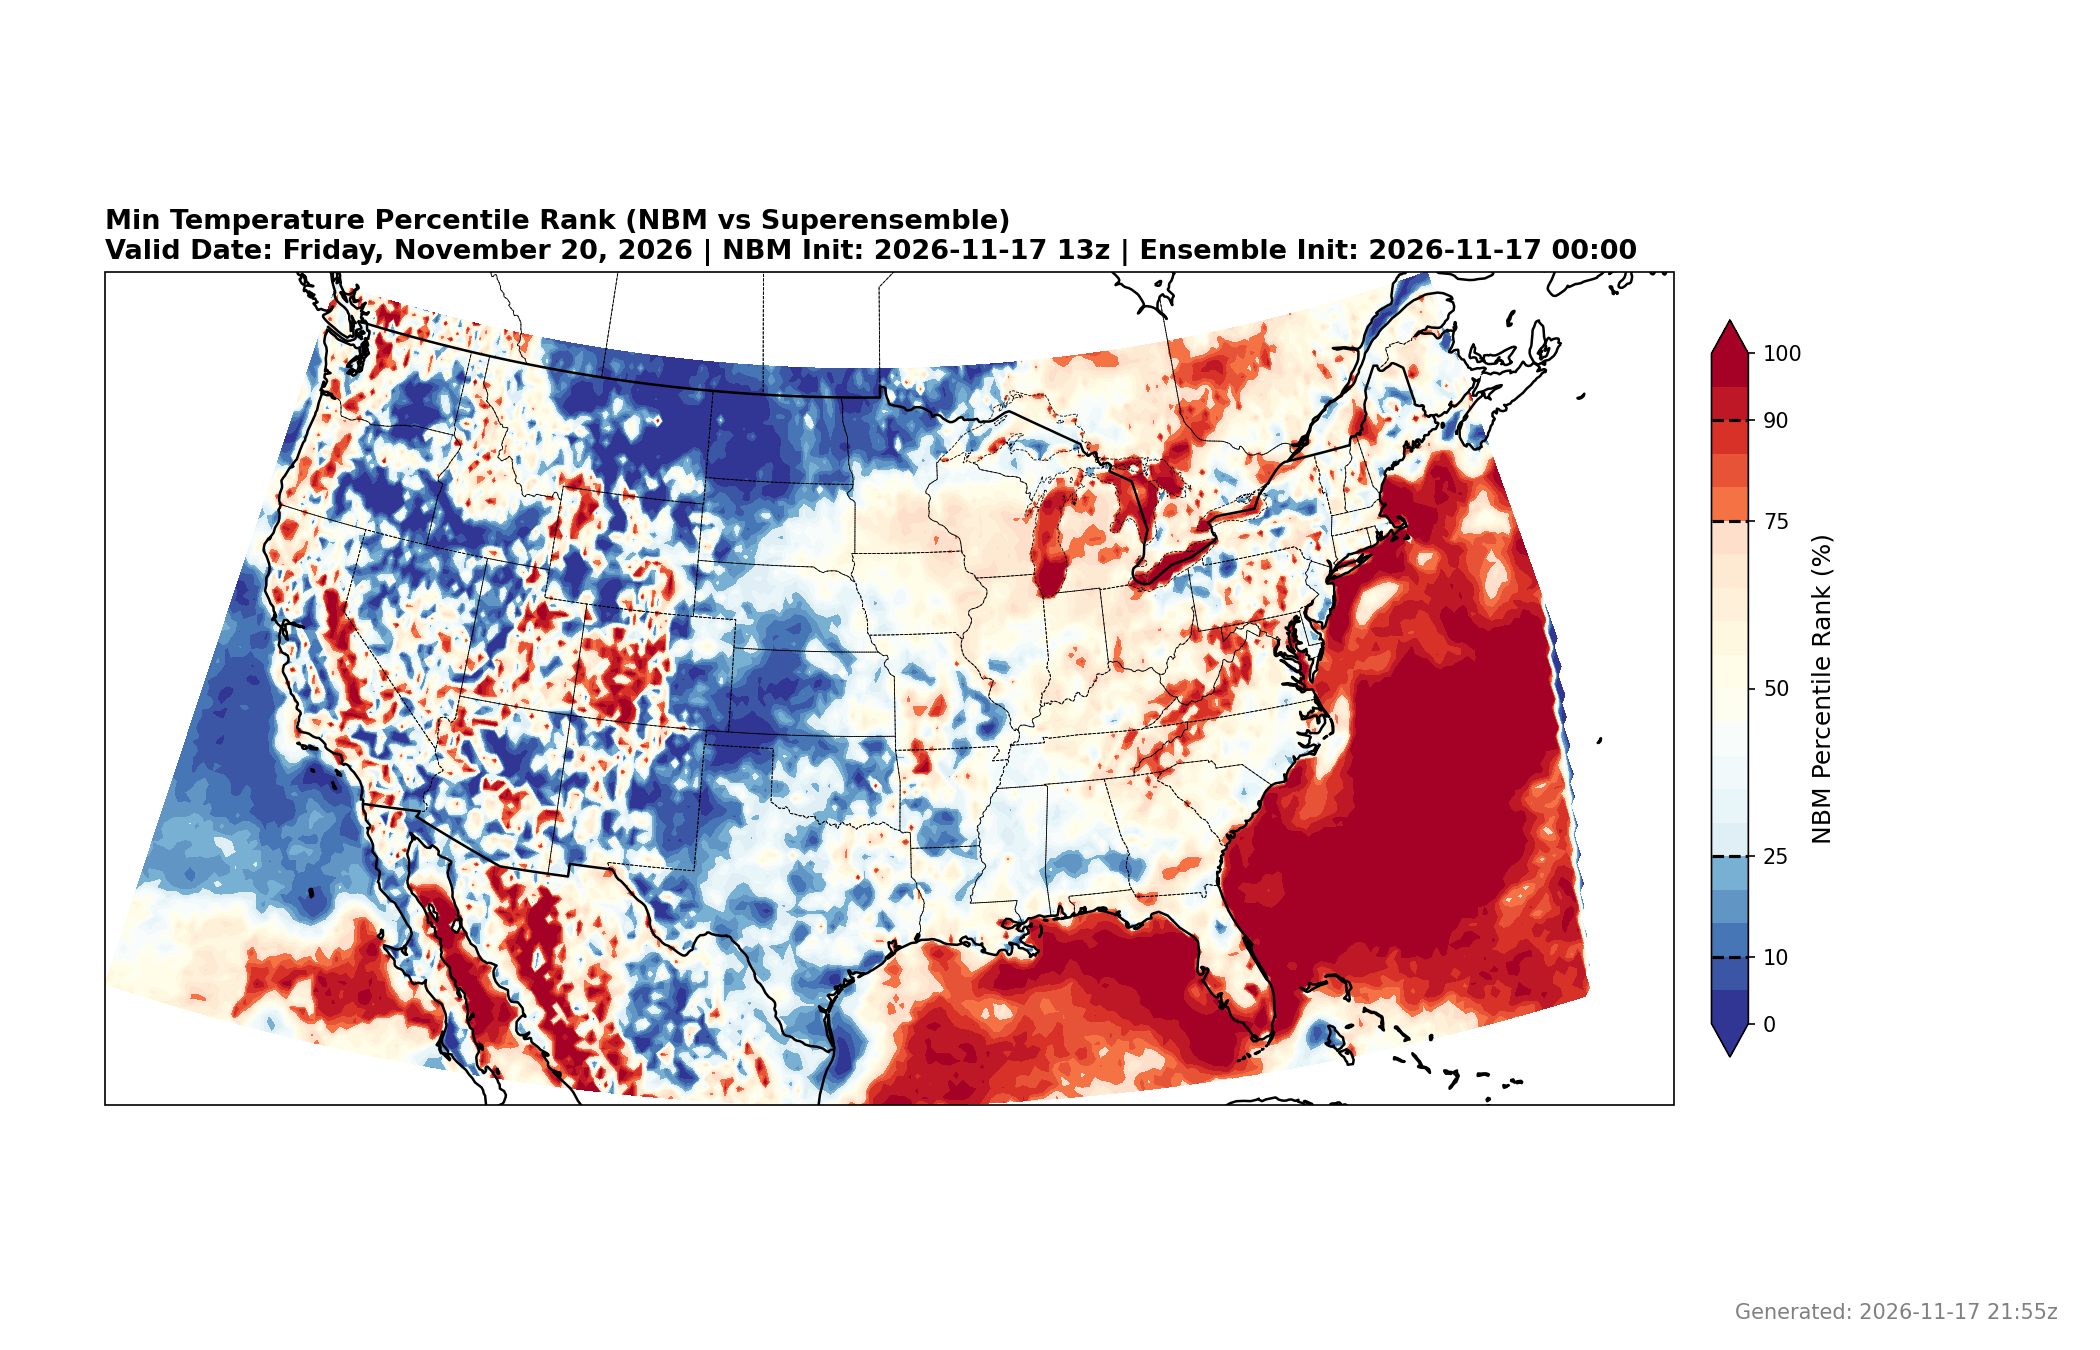 Min Temperature Percentile Rank (NBM vs Superensemble)
Valid Date: Friday, November 20, 2026 | NBM Init: 2026-11-17 13z | Ensemble Init: 2026-11-17 00:00
100
90
75
50
25
10
0
NBM Percentile Rank (%)
Generated: 2026-11-17 21:55z